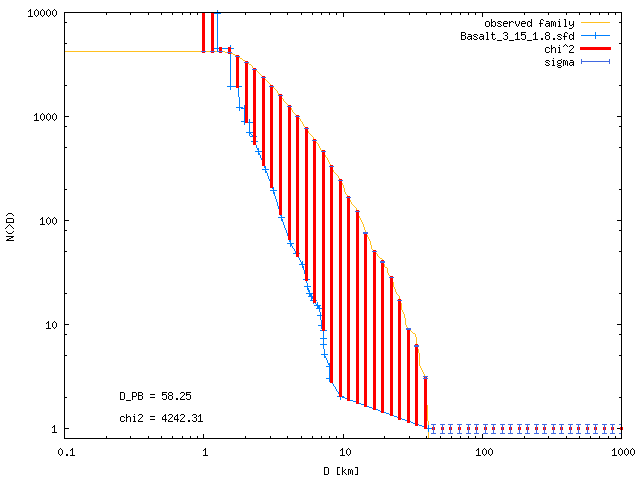 10000
1000
100
10
1
N(>D)
observed family
Basalt_3_15_1.8.sfd
chi^2
sigma
D_PB = 58.25
chi2 = 4242.31
0.1 1 10 100 1000
D [km]